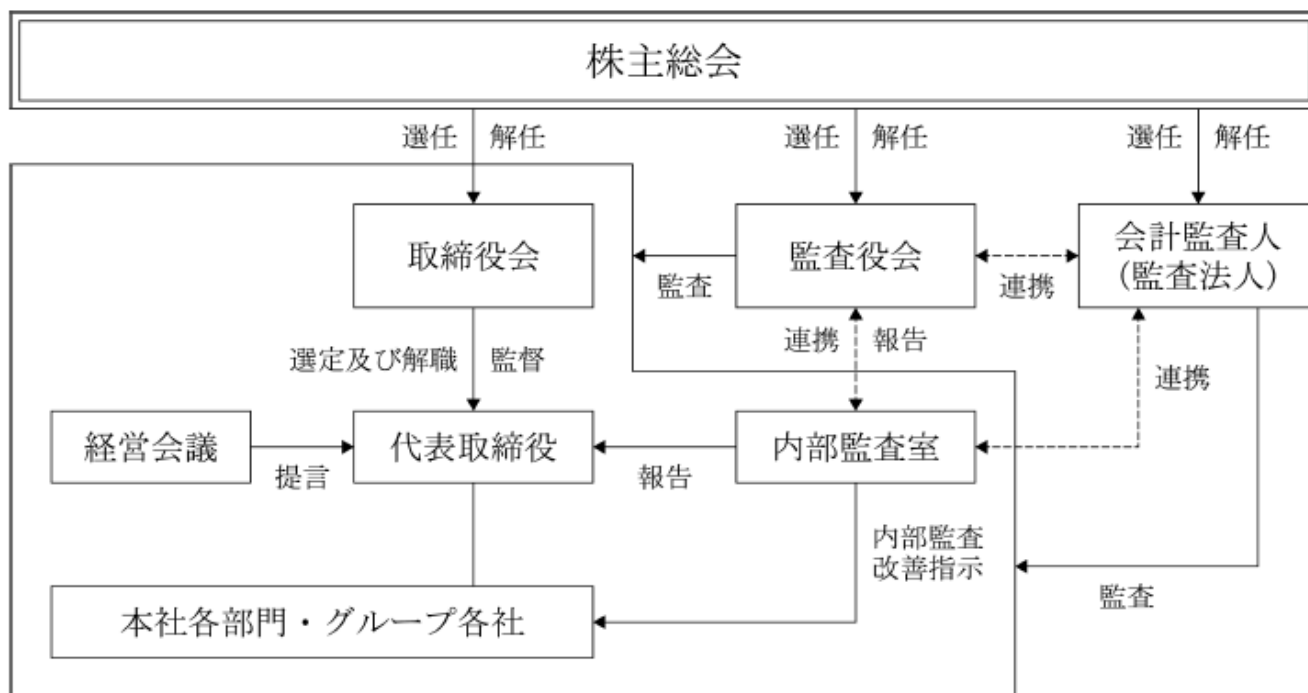 株主総会
選任 解任
選任 解任
選任 解任
取締役会
監査
監査役会
連携
会計監査人
(監査法人)
選定及び解職 監督
連携 報告
連携
経営会議
提言
代表取締役
報告
内部監査室
内部監査
改善指示
監査
本社各部門・グループ各社